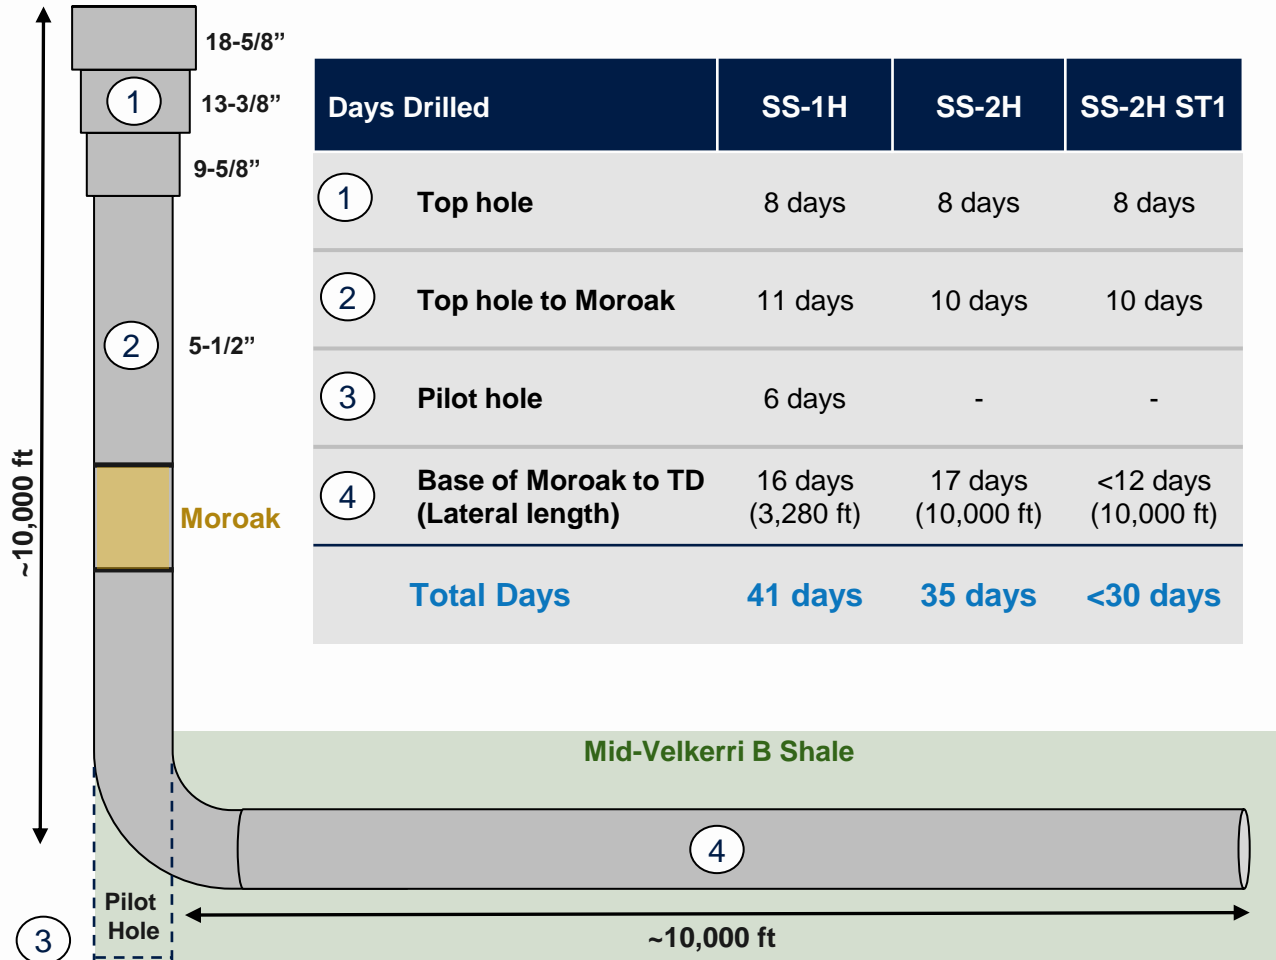 18-5/8”
1
13-3/8”
9-5/8”
2
5-1/2”
~10,000 ft
Moroak
Days Drilled SS-1H SS-2H SS-2H ST1
1 Top hole 8 days 8 days 8 days
2 Top hole to Moroak 11 days 10 days 10 days
3 Pilot hole 6 days - -
4 Base of Moroak to TD 16 days 17 days <12 days
(Lateral length) (3,280 ft) (10,000 ft) (10,000 ft)
Total Days 41 days 35 days <30 days
Mid-Velkerri B Shale
4
Pilot
Hole
3
~10,000 ft